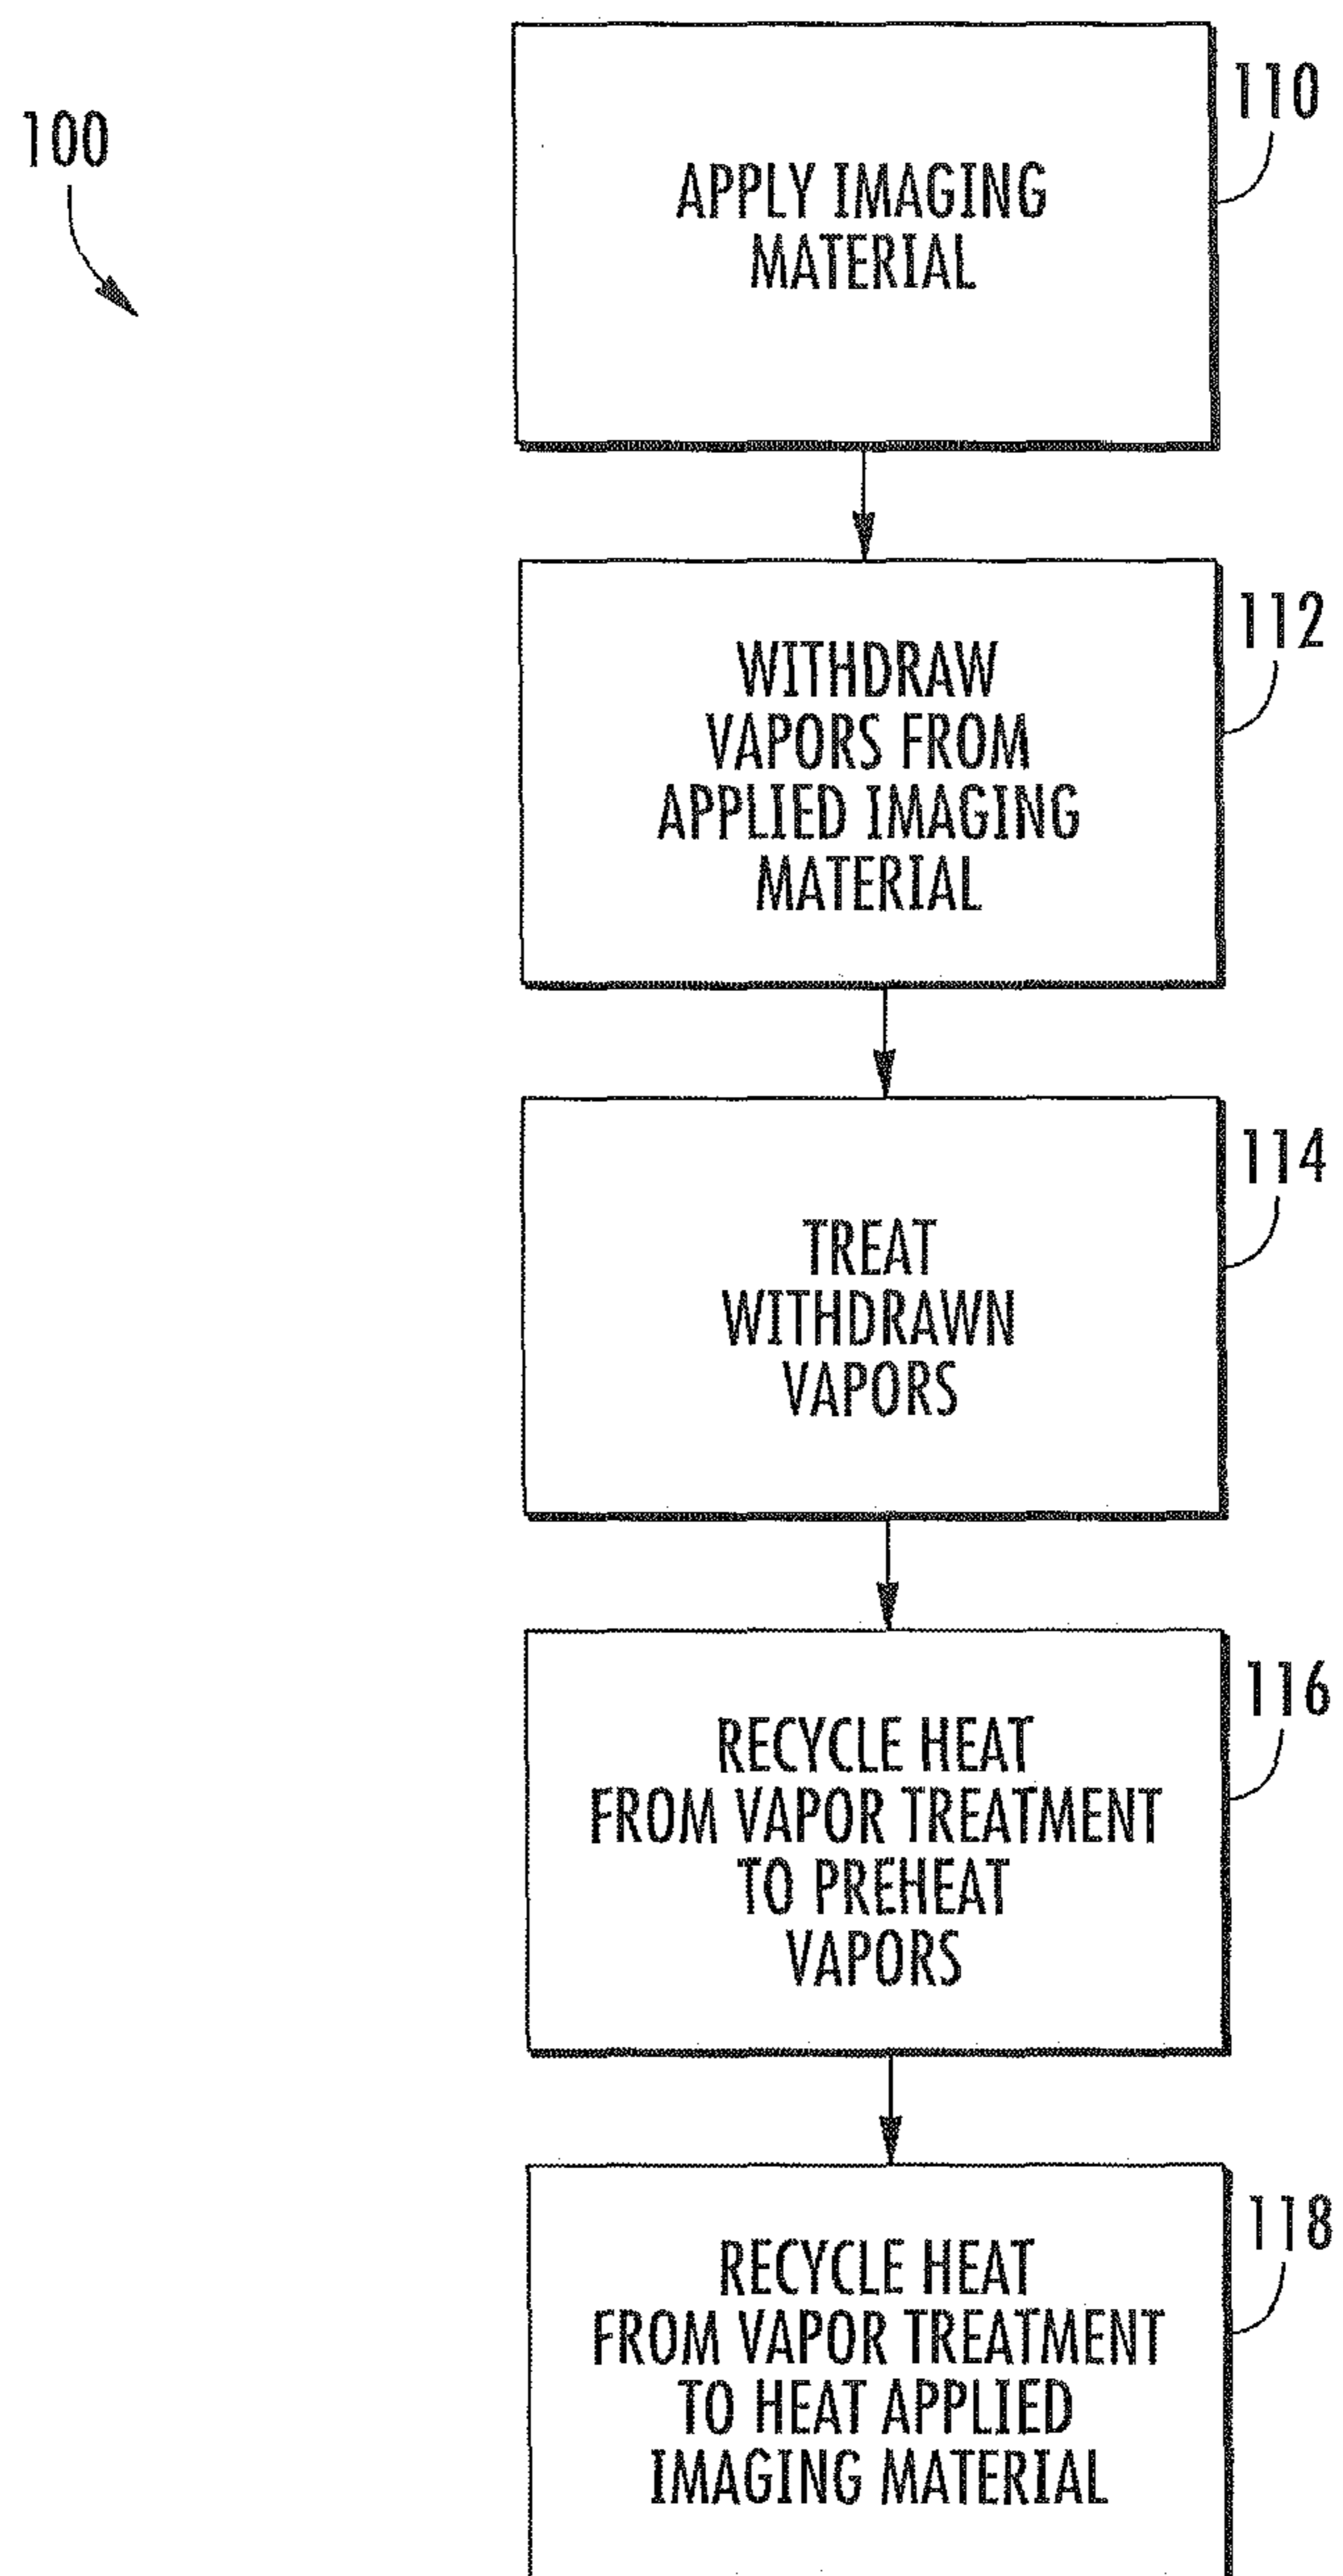 100
110
APPLY IMAGING
MATERIAL
112
WITHDRAW
VAPORS FROM
APPLIED IMAGING
MATERIAL
114
TREAT
WITHDRAWN
VAPORS
116
RECYCLE HEAT
FROM VAPOR TREATMENT
TO PREHEAT
VAPORS
118
RECYCLE HEAT
FROM VAPOR TREATMENT
TO HEAT APPLIED
IMAGING MATERIAL